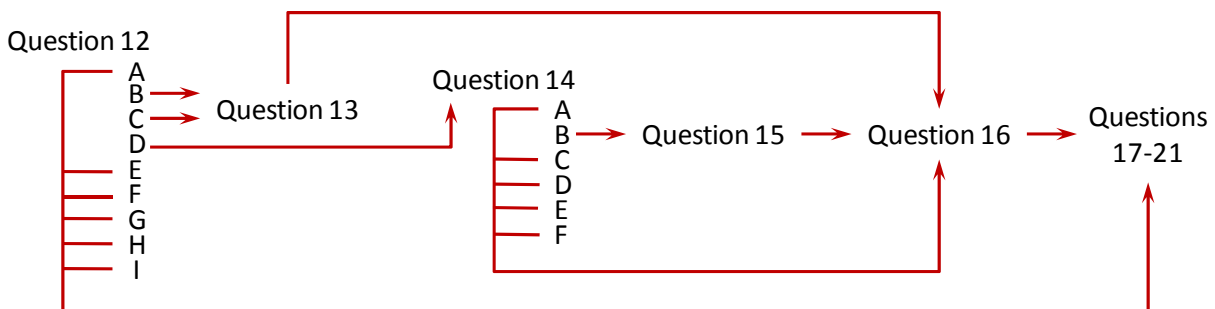 Question 12
A
B
C
D
E
F
G
H
I
Question 13
Question 14
A
B
C
D
E
F
Question 15
Question 16
Questions
17-21